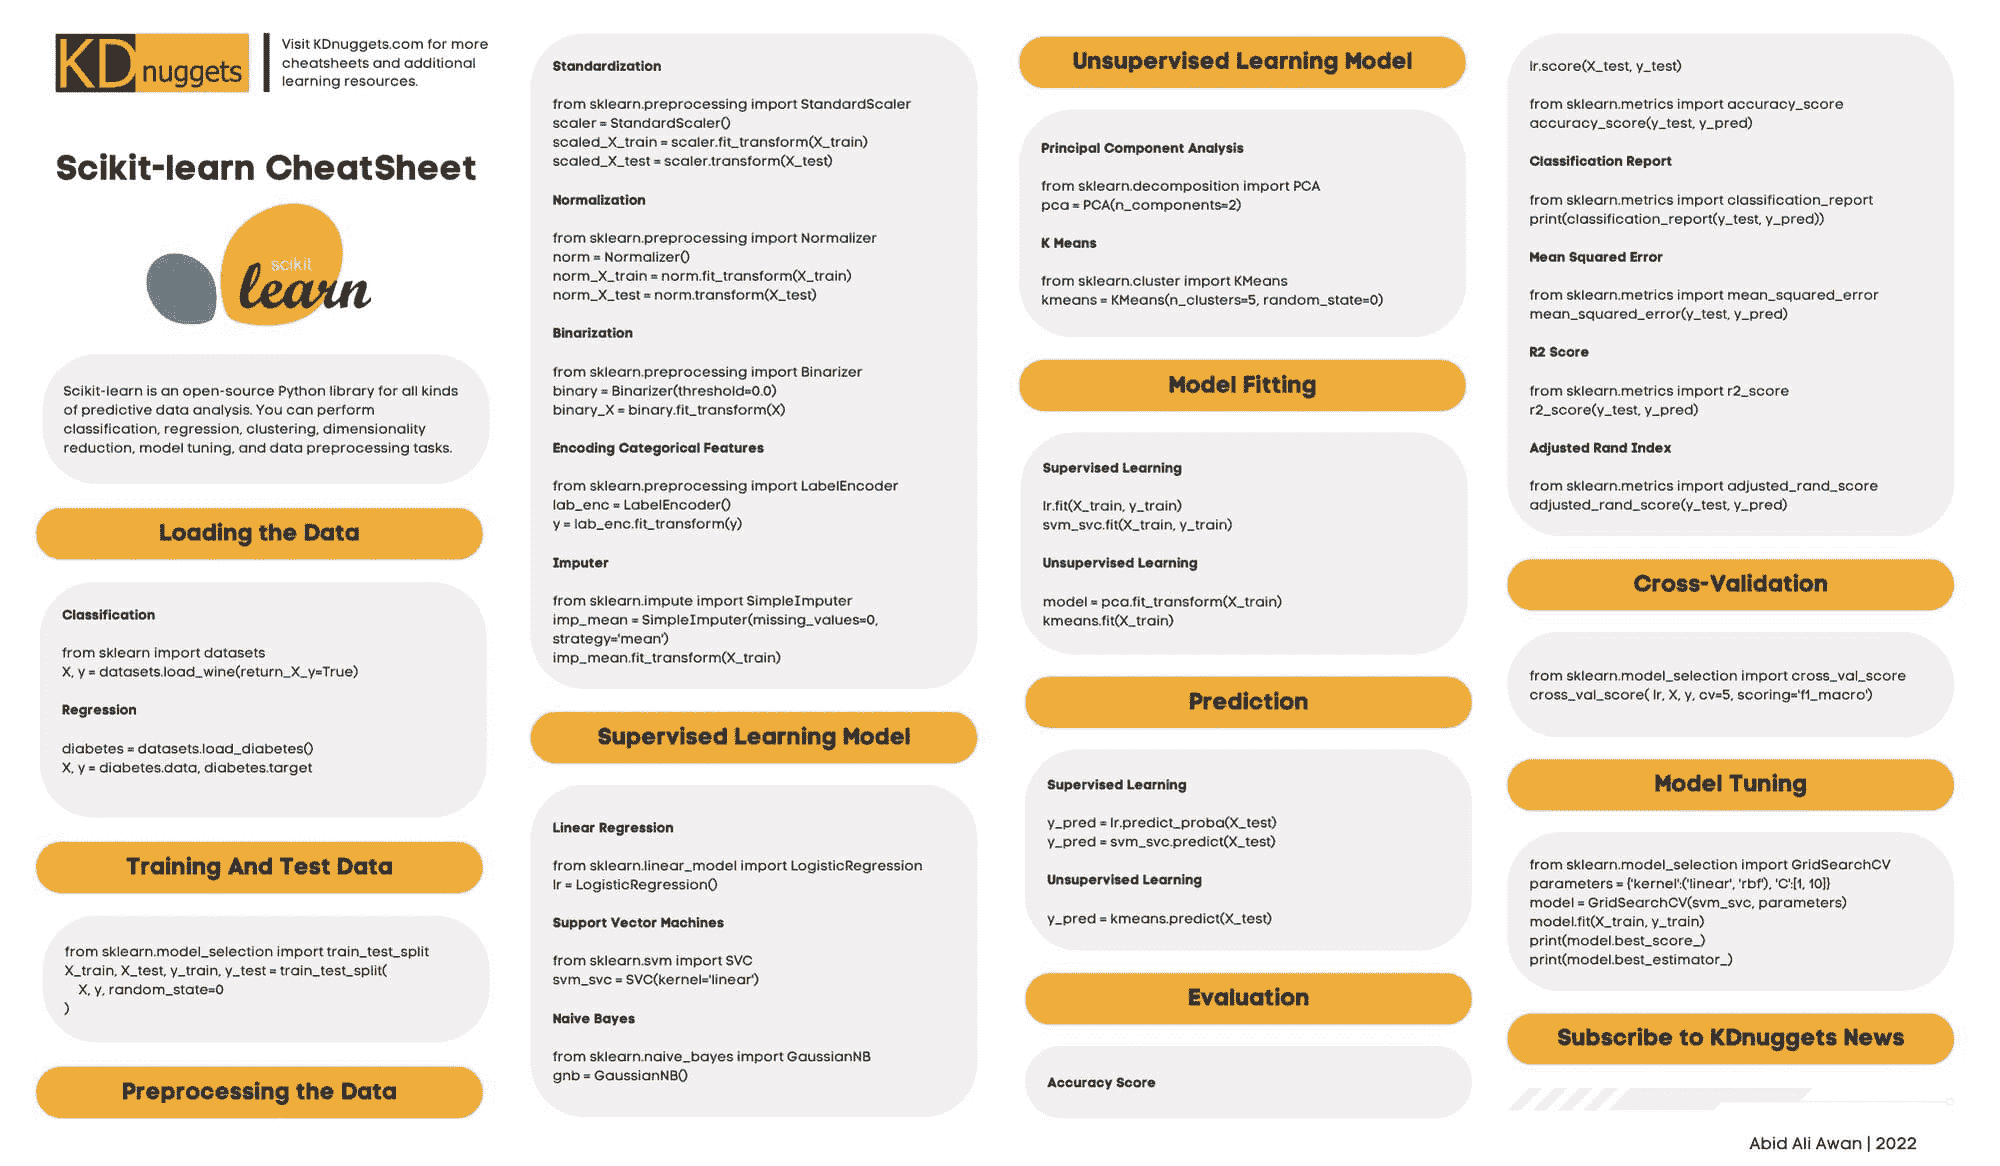 KD nuggets
Visit KDnuggets.com for more
cheatsheets and additional
learning resources.
Scikit-learn CheatSheet
scikit
learn
Scikit-learn is an open-source Python library for all kinds
of predictive data analysis. You can perform
classification, regression, clustering, dimensionality
reduction, model tuning, and data preprocessing tasks.
Loading the Data
Classification
from sklearn import datasets
X, y = datasets.load_wine(return_X_y=True)
Regression
diabetes = datasets.load_diabetes()
X, y = diabetes.data, diabetes.target
Training And Test Data
from sklearn.model_selection import train_test_split
X_train, X_test, y_train, y_test = train_test_split(
X, y, random_state=0
)
Preprocessing the Data
Standardization
from sklearn.preprocessing import StandardScaler
scaler = StandardScaler()
scaled_X_train = scaler.fit_transform(X_train)
scaled_X_test = scaler.transform(X_test)
Normalization
from sklearn.preprocessing import Normalizer
norm = Normalizer()
norm_X_train = norm.fit_transform(X_train)
norm_X_test = norm.transform(X_test)
Binarization
from sklearn.preprocessing import Binarizer
binary = Binarizer(threshold=0.0)
binary_X = binary.fit_transform(X)
Encoding Categorical Features
from sklearn.preprocessing import LabelEncoder
lab_enc = LabelEncoder()
y = lab_enc.fit_transform(y)
Imputer
from sklearn.impute import SimpleImputer
imp_mean = SimpleImputer(missing_values=0,
strategy='mean')
imp_mean.fit_transform(X_train)
Supervised Learning Model
Linear Regression
from sklearn.linear_model import LogisticRegression
lr = LogisticRegression()
Support Vector Machines
from sklearn.svm import SVC
svm_svc = SVC(kernel='linear')
Naive Bayes
from sklearn.naive_bayes import GaussianNB
gnb = GaussianNB()
Unsupervised Learning Model
Principal Component Analysis
from sklearn.decomposition import PCA
pca = PCA(n_components=2)
K Means
from sklearn.cluster import KMeans
kmeans = KMeans(n_clusters=5, random_state=0)
Model Fitting
Supervised Learning
lr.fit(X_train, y_train)
svm_svc.fit(X_train, y_train)
Unsupervised Learning
model = pca.fit_transform(X_train)
kmeans.fit(X_train)
Prediction
Supervised Learning
y_pred = lr.predict_proba(X_test)
y_pred = svm_svc.predict(X_test)
Unsupervised Learning
y_pred = kmeans.predict(X_test)
Evaluation
Accuracy Score
lr.score(X_test, y_test)
from sklearn.metrics import accuracy_score
accuracy_score(y_test, y_pred)
Classification Report
from sklearn.metrics import classification_report
print(classification_report(y_test, y_pred))
Mean Squared Error
from sklearn.metrics import mean_squared_error
mean_squared_error(y_test, y_pred)
R2 Score
from sklearn.metrics import r2_score
r2_score(y_test, y_pred)
Adjusted Rand Index
from sklearn.metrics import adjusted_rand_score
adjusted_rand_score(y_test, y_pred)
Cross-Validation
from sklearn.model_selection import cross_val_score
cross_val_score( lr, X, y, cv=5, scoring='f1_macro')
Model Tuning
from sklearn.model_selection import GridSearchCV
parameters = {'kernel':('linear', 'rbf'), 'C':[1, 10]}
model = GridSearchCV(svm_svc, parameters)
model.fit(X_train, y_train)
print(model.best_score_)
print(model.best_estimator_)
Subscribe to KDnuggets News
Abid Ali Awan | 2022